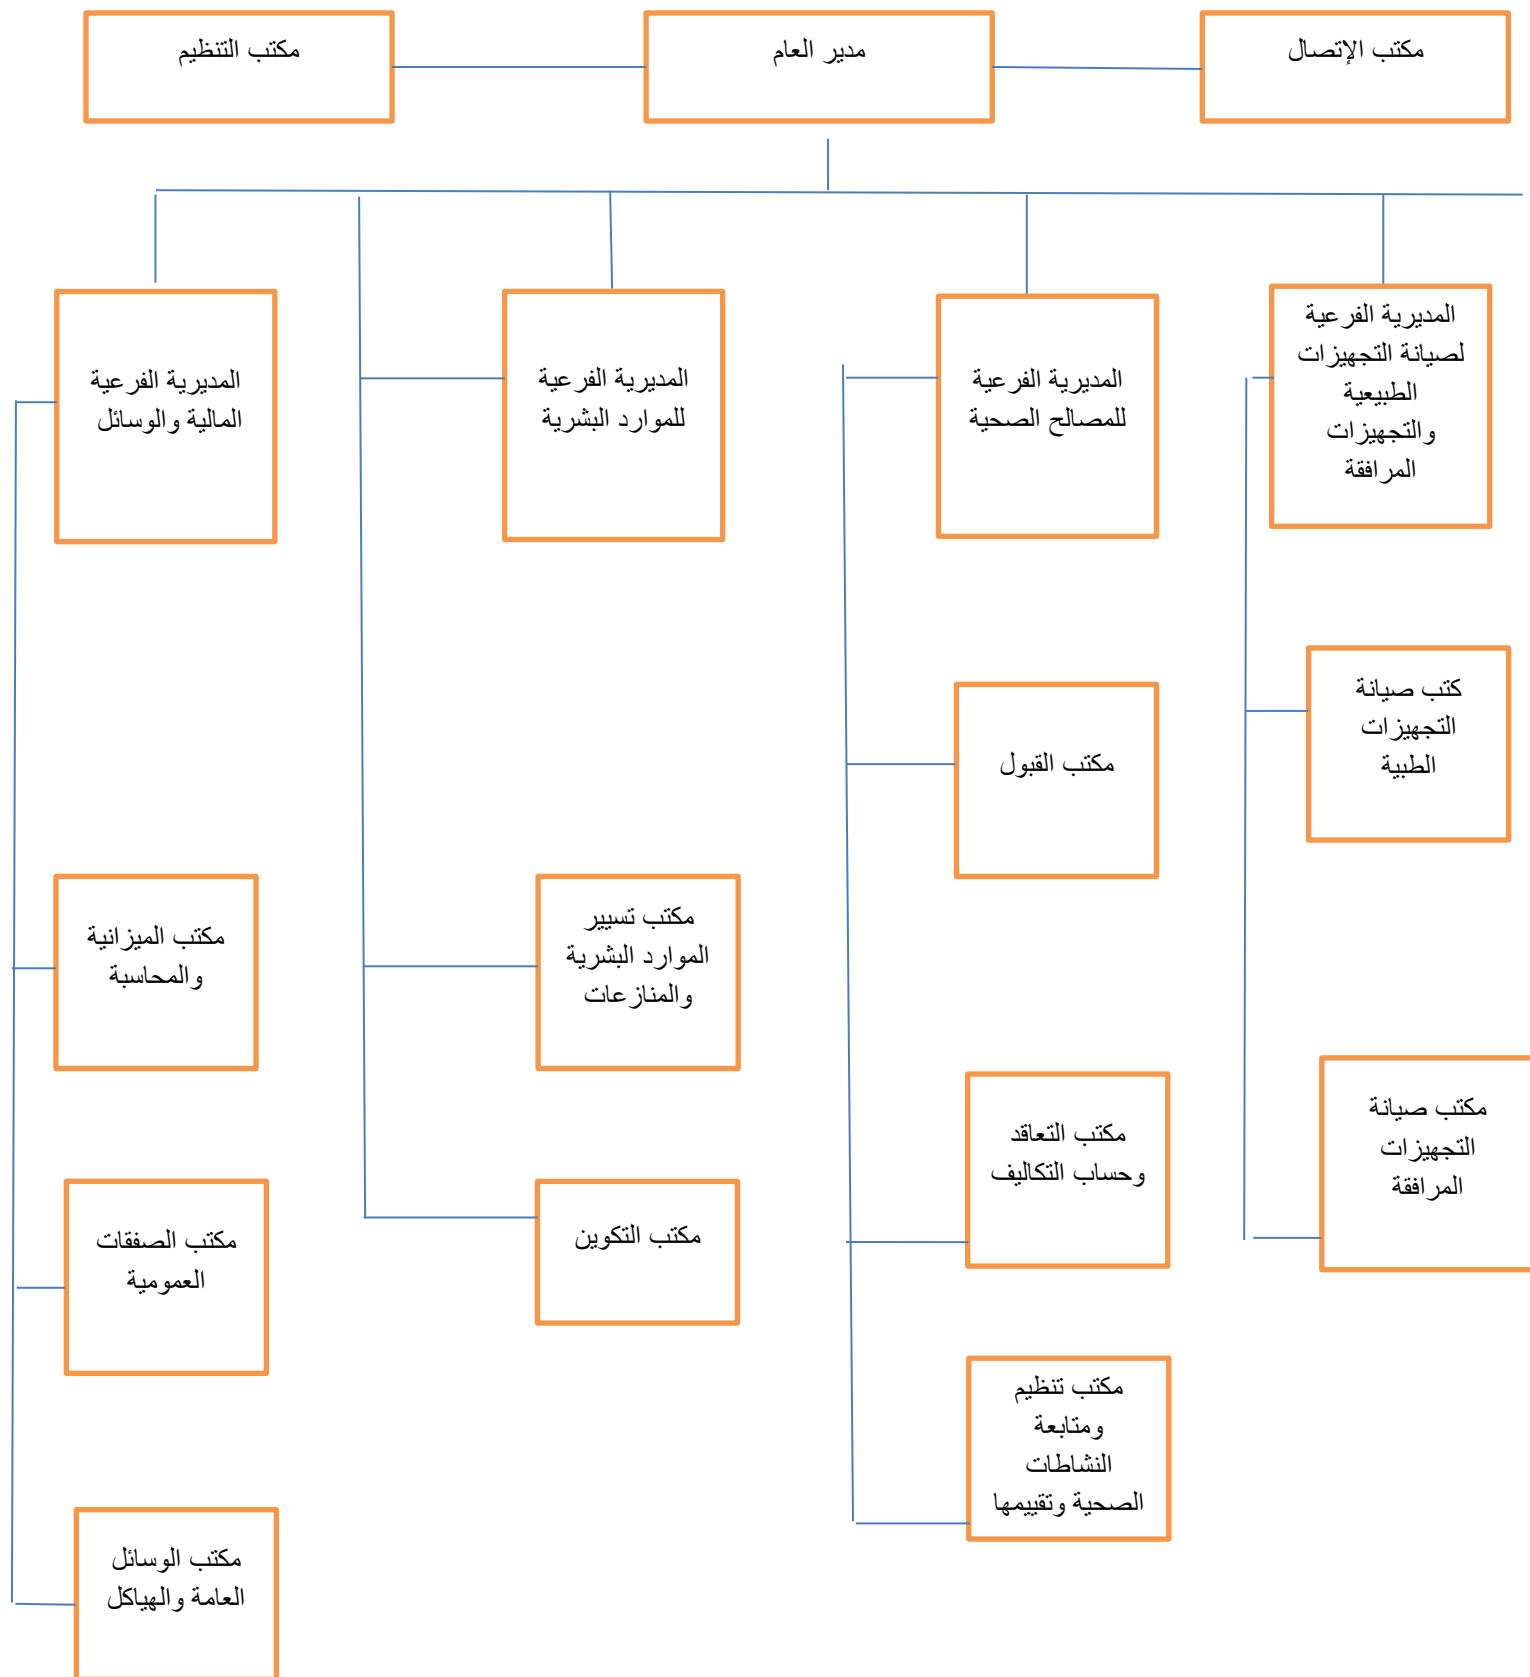 مكتب الإتصال
مدير العام
مكتب التنظيم
المديرية الفرعية
لصيانة التجهيزات
الطبيعية
والتجهيزات
المرافقة
المديرية الفرعية
للمصالح الصحية
المديرية الفرعية
للموارد البشرية
المديرية الفرعية
المالية والوسائل
كتب صيانة
التجهيزات
الطبية
مكتب القبول
مكتب تسيير
الموارد البشرية
والمنازعات
مكتب الميزانية
والمحاسبة
مكتب صيانة
التجهيزات
المرافقة
مكتب التعاقد
وحساب التكاليف
مكتب التكوين
مكتب الصفقات
العمومية
مكتب تنظيم
ومتابعة
النشاطات
الصحية وتقييمها
مكتب الوسائل
العامة والهياكل